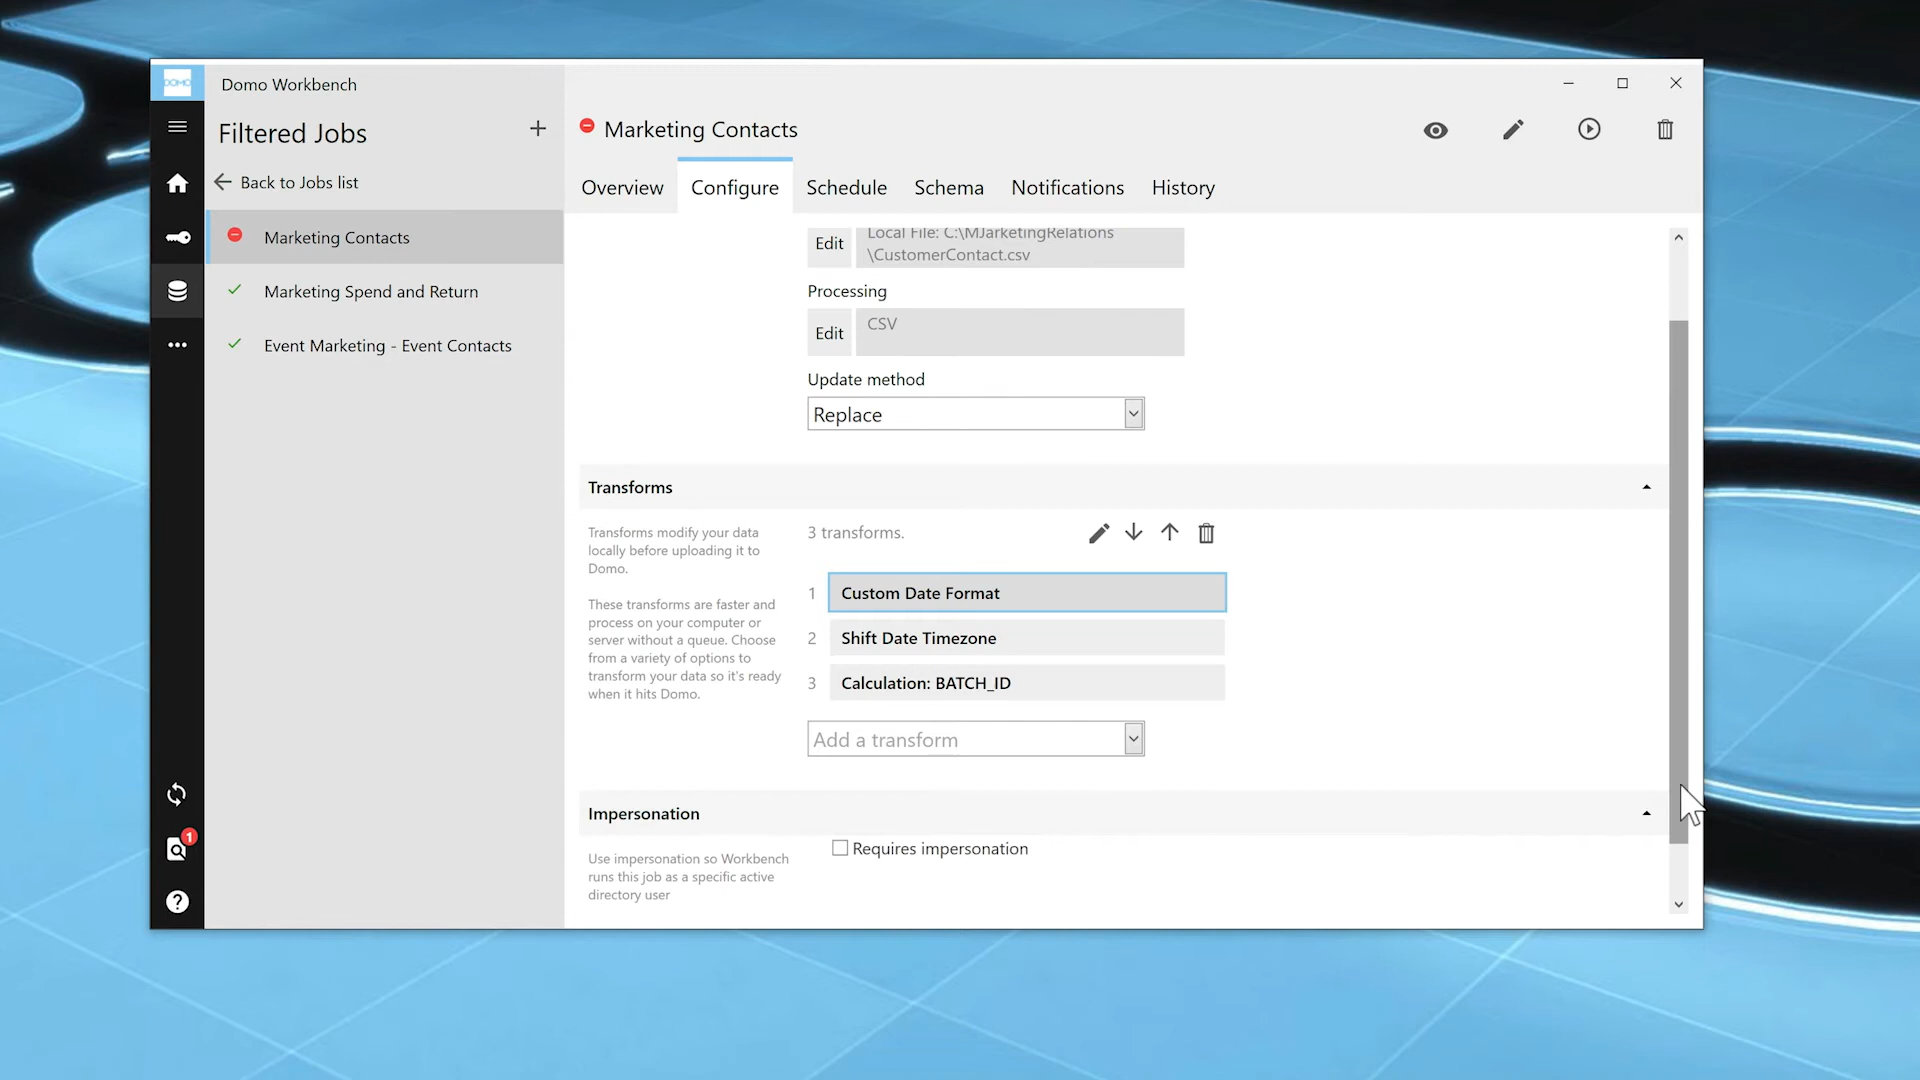 DOMO
Domo Workbench
Filtered Jobs
Back to Jobs list
Marketing Contacts
Marketing Spend and Return
Event Marketing - Event Contacts
1
Marketing Contacts
Overview
Configure
Schedule
Schema
Notifications
History
Edit
Local File: C:\MJarketingRelations
\CustomerContact.csv
Processing
Edit
CSV
Update method
Replace
Transforms
Transforms modify your data
locally before uploading it to
Domo.
These transforms are faster and
process on your computer or
server without a queue. Choose
from a variety of options to
transform your data so it's ready
when it hits Domo.
3 transforms.
1 Custom Date Format
2 Shift Date Timezone
3 Calculation: BATCH_ID
Add a transform
Impersonation
Use impersonation so Workbench
runs this job as a specific active
directory user
Requires impersonation